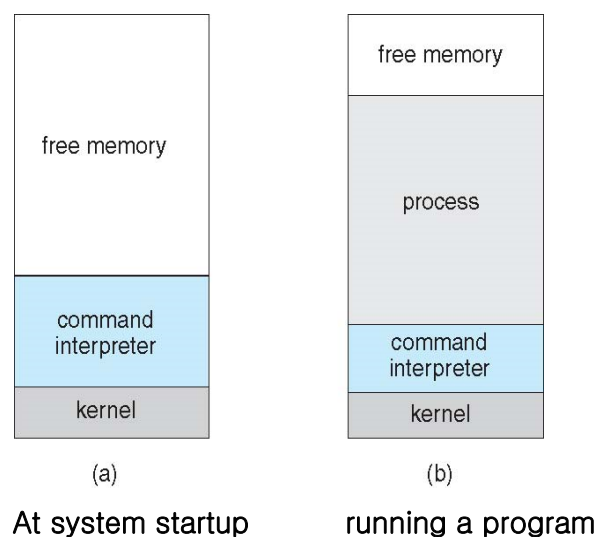 free memory
command
interpreter
kernel
(a)
At system startup
free memory
process
command
interpreter
kernel
(b)
running a program